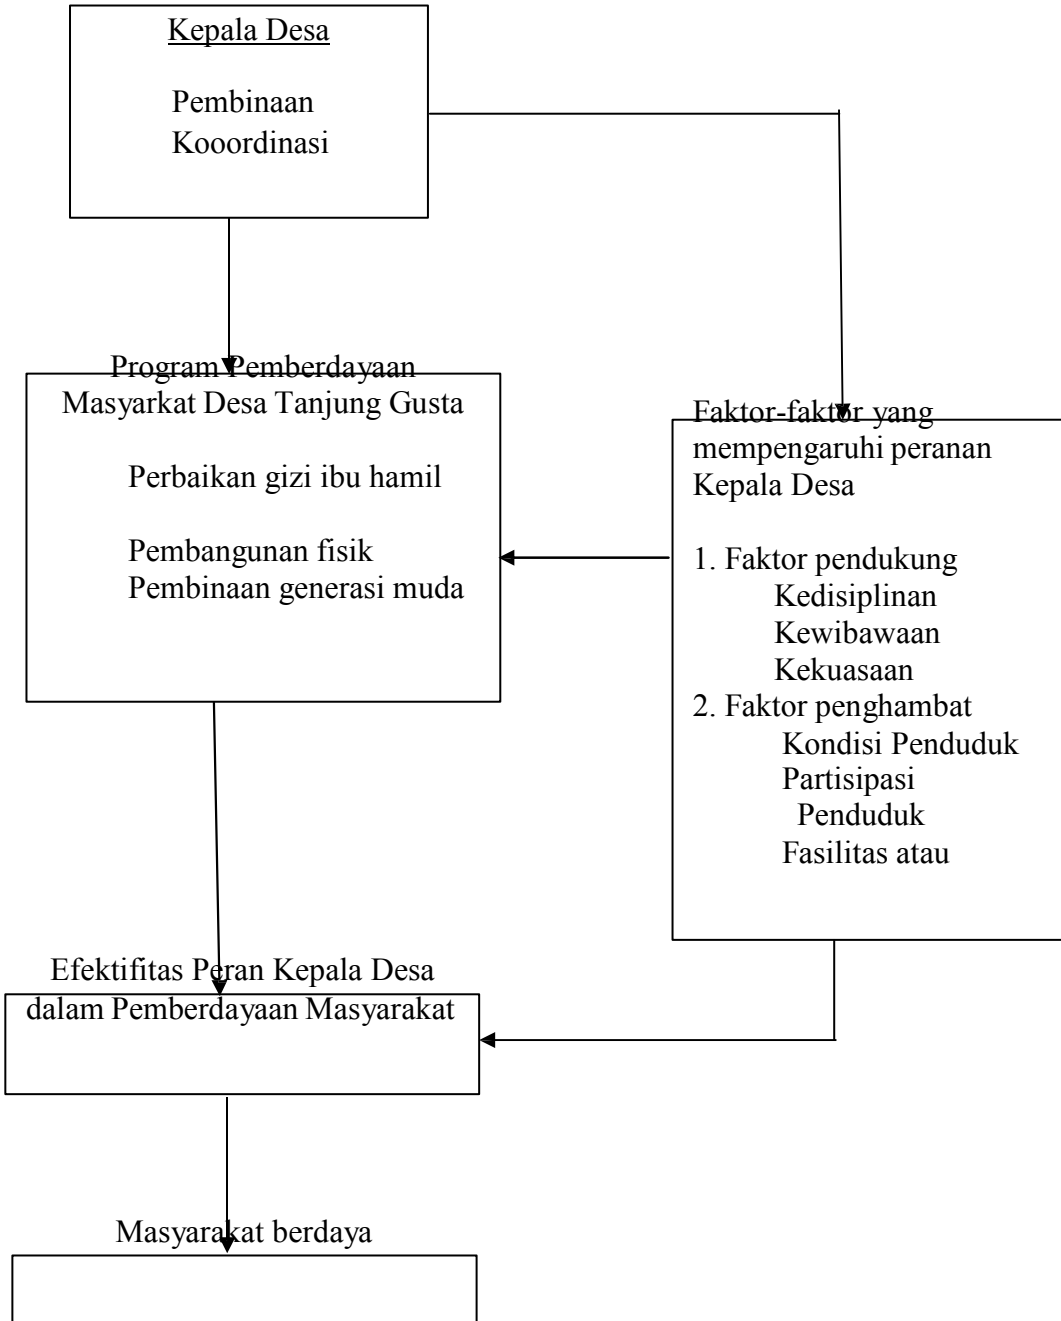 Kepala Desa
Pembinaan
Kooordinasi
Program Pemberdayaan
Masyarkat Desa Tanjung Gusta
Perbaikan gizi ibu hamil
Pembangunan fisik
Pembinaan generasi muda
Faktor-faktor yang
mempengaruhi peranan
Kepala Desa
1. Faktor pendukung
Kedisiplinan
Kewibawaan
Kekuasaan
2. Faktor penghambat
Kondisi Penduduk
Partisipasi
Penduduk
Fasilitas atau
Efektifitas Peran Kepala Desa
dalam Pemberdayaan Masyarakat
Masyarakat berdaya